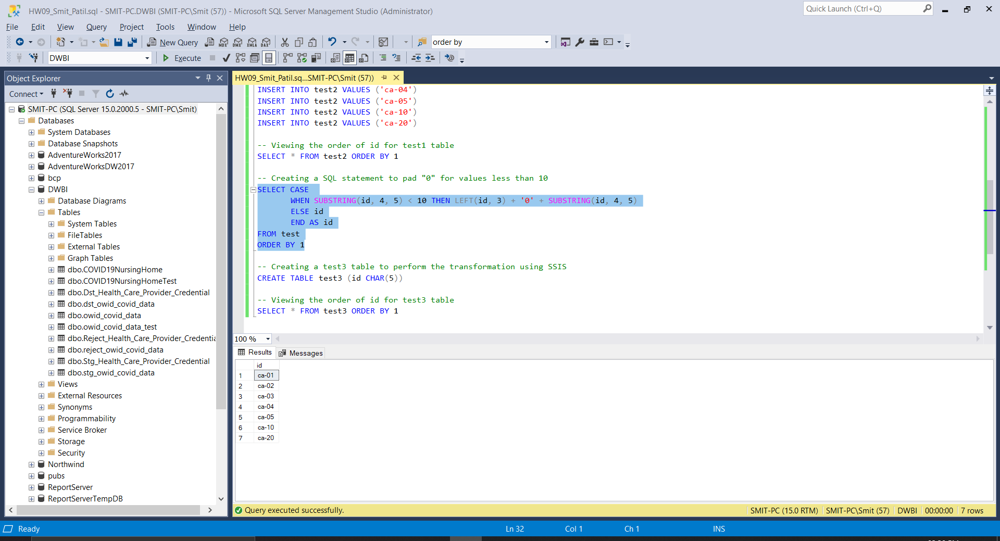 HW09_Smit_Patil.sql - SMIT-PC.DWBI (SMIT-PC\Smit (57)) - Microsoft SQL Server Management Studio (Administrator)
Quick Launch (Ctrl+Q)
File Edit View Query Project Tools Window Help
New Query MDX DMX XMLA DAX order by
DWBI Execute
Object Explorer
Connect
SMIT-PC (SQL Server 15.0.2000.5 - SMIT-PC\Smit)
Databases
System Databases
Database Snapshots
AdventureWorks2017
AdventureWorksDW2017
bcp
DWBI
Database Diagrams
Tables
System Tables
FileTables
External Tables
Graph Tables
dbo.COVID19NursingHome
dbo.COVID19NursingHomeTest
dbo.Dst_Health_Care_Provider_Credential
dbo.dst_owid_covid_data
dbo.owid_covid_data
dbo.owid_covid_data_test
dbo.Reject_Health_Care_Provider_Credentia
dbo.reject_owid_covid_data
dbo.Stg_Health_Care_Provider_Credential
dbo.stg_owid_covid_data
Views
External Resources
Synonyms
Programmability
Service Broker
Storage
Security
Northwind
pubs
ReportServer
ReportServerTempDB
HW09_Smit_Patil.sq...SMIT-PC\Smit (57))
INSERT INTO test2 VALUES ('ca-04')
INSERT INTO test2 VALUES ('ca-05')
INSERT INTO test2 VALUES ('ca-10')
INSERT INTO test2 VALUES ('ca-20')
-- Viewing the order of id for test1 table
SELECT * FROM test2 ORDER BY 1
-- Creating a SQL statement to pad "0" for values less than 10
SELECT CASE
WHEN SUBSTRING(id, 4, 5) < 10 THEN LEFT(id, 3) + '0' + SUBSTRING(id, 4, 5)
ELSE id
END AS id
FROM test
ORDER BY 1
-- Creating a test3 table to perform the transformation using SSIS
CREATE TABLE test3 (id CHAR(5))
-- Viewing the order of id for test3 table
SELECT * FROM test3 ORDER BY 1
100 %
Results Messages
id
1 ca-01
2 ca-02
3 ca-03
4 ca-04
5 ca-05
6 ca-10
7 ca-20
Query executed successfully. SMIT-PC (15.0 RTM) SMIT-PC\Smit (57) DWBI 00:00:00 7 rows
Ready Ln 32 Col 1 Ch 1 INS